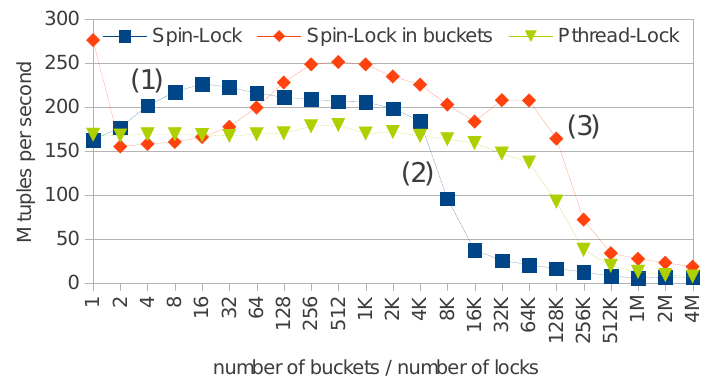 300
Spin-Lock Spin-Lock in buckets Pthread-Lock
250
(1)
200
(3)
150
(2)
100
50
0
M tuples per second
1 2 4 8 16 32 64 128 256 512 1K 2K 4K 8K 16K 32K 64K 128K 256K 512K 1M 2M 4M
number of buckets / number of locks